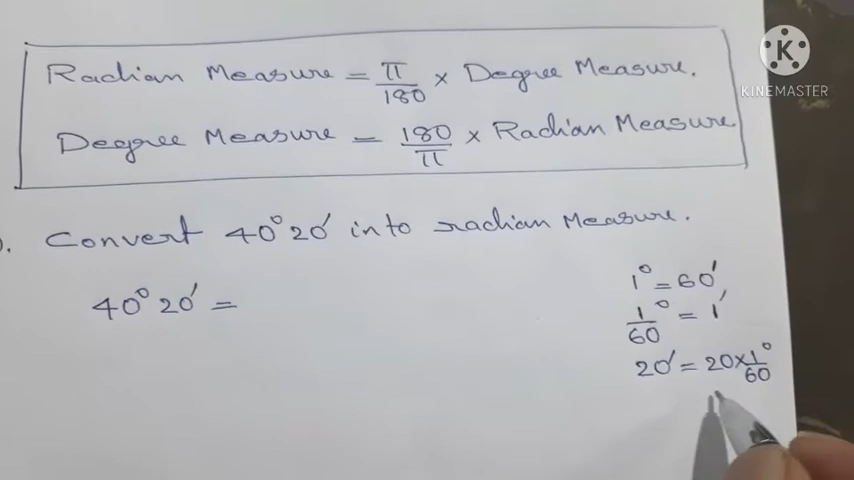 Radian Measure = π/180 × Degree Measure.
Degree Measure = 180/π × Radian Measure.
). Convert 40° 20′ into radian Measure.
40° 20′ =
1° = 60′
1/60° = 1′
20′ = 20×1/60°
K
KINEMASTER